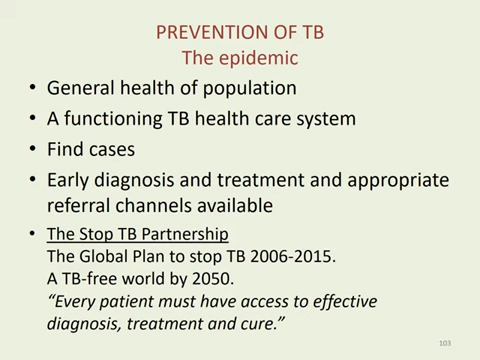 PREVENTION OF TB
The epidemic
• General health of population
• A functioning TB health care system
• Find cases
• Early diagnosis and treatment and appropriate
referral channels available
• The Stop TB Partnership
The Global Plan to stop TB 2006-2015.
A TB-free world by 2050.
“Every patient must have access to effective
diagnosis, treatment and cure.”
103